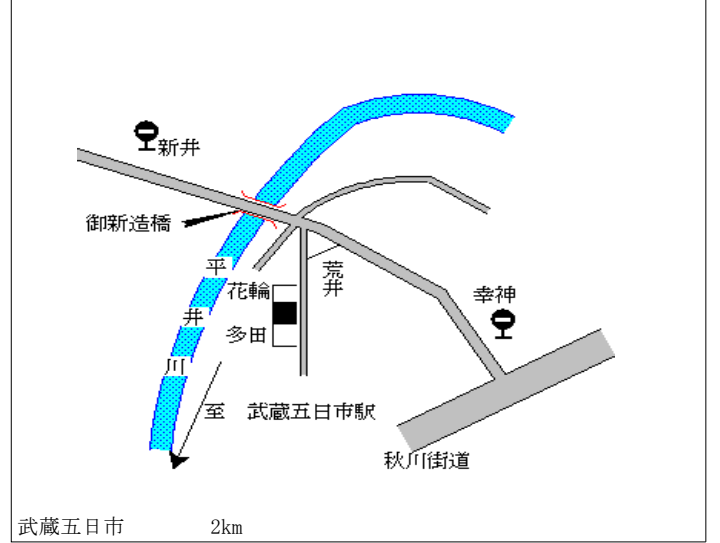 新井
御新造橋
平井川
花輪
荒井
多田
幸神
至 武蔵五日市駅
秋川街道
武蔵五日市 2km